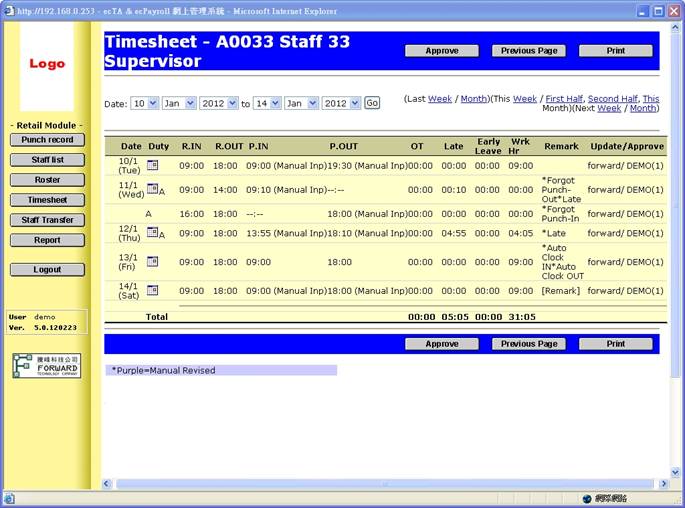 http://192.168.0.253 - ecTA & ecPayroll 網上管理系統 - Microsoft Internet Explorer
Logo
- Retail Module -
Punch record
Staff list
Roster
Timesheet
Staff Transfer
Report
Logout
User demo
Ver. 5.0.120223
騰峰科技公司
FORWARD
TECHNOLOGY COMPANY
Timesheet - A0033 Staff 33
Supervisor
Approve Previous Page Print
Date: 10 Jan 2012 to 14 Jan 2012 Go
(Last Week / Month)(This Week / First Half, Second Half, This
Month)(Next Week / Month)
Date Duty R.IN R.OUT P.IN P.OUT OT Late Early Leave Wrk Hr Remark Update/Approve
10/1 (Tue) 09:00 18:00 09:00 (Manual Inp) 19:30 (Manual Inp) 00:00 00:00 00:00 09:00 forward/ DEMO(1)
11/1 (Wed) A 09:00 14:00 09:10 (Manual Inp) --:-- 00:00 00:10 00:00 00:00 *Forgot Punch-Out*Late forward/ DEMO(1)
A 16:00 18:00 --:-- 18:00 (Manual Inp) 00:00 00:00 00:00 00:00 *Forgot Punch-In forward/ DEMO(1)
12/1 (Thu) A 09:00 18:00 13:55 (Manual Inp) 18:10 (Manual Inp) 00:00 04:55 00:00 04:05 *Late forward/ DEMO(1)
13/1 (Fri) 09:00 18:00 09:00 18:00 00:00 00:00 00:00 09:00 *Auto Clock IN*Auto Clock OUT forward/ DEMO(1)
14/1 (Sat) 09:00 18:00 09:00 (Manual Inp) 18:00 (Manual Inp) 00:00 00:00 00:00 09:00 [Remark] forward/ DEMO(1)
Total 00:00 05:05 00:00 31:05
Approve Previous Page Print
*Purple=Manual Revised
網際網路